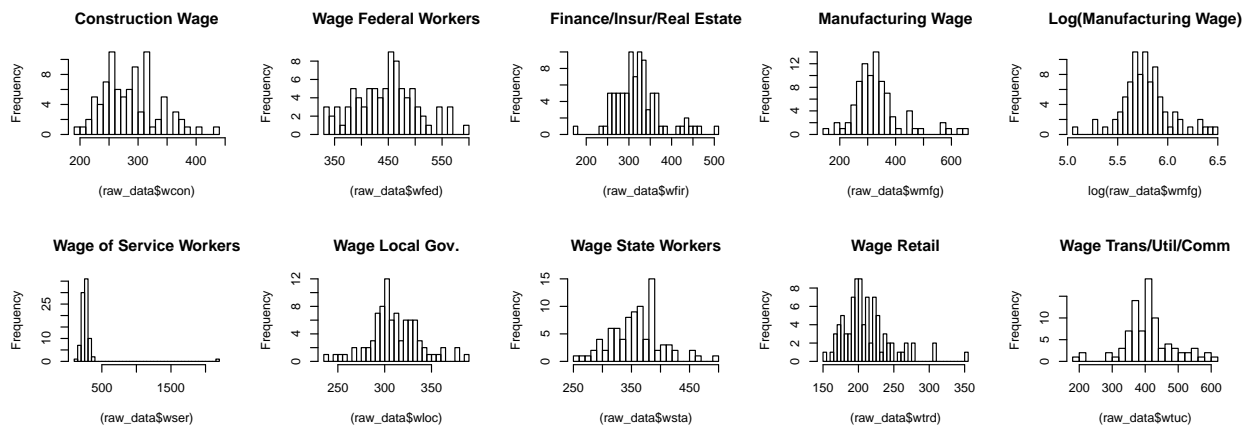 Construction Wage
Frequency
0 4 8
200 300 400
(raw_data$wcon)
Wage Federal Workers
Frequency
0 2 4 6 8
350 450 550
(raw_data$wfed)
Finance/Insur/Real Estate
Frequency
0 4 8
200 300 400 500
(raw_data$wfir)
Manufacturing Wage
Frequency
0 4 8 12
200 400 600
(raw_data$wmfg)
Log(Manufacturing Wage)
Frequency
0 4 8
5.0 5.5 6.0 6.5
log(raw_data$wmfg)
Wage of Service Workers
Frequency
0 10 25
500 1500
(raw_data$wser)
Wage Local Gov.
Frequency
0 2 4 6 8 12
250 300 350
(raw_data$wloc)
Wage State Workers
Frequency
0 5 10 15
250 350 450
(raw_data$wsta)
Wage Retail
Frequency
0 2 4 6 8
150 200 250 300 350
(raw_data$wtrd)
Wage Trans/Util/Comm
Frequency
0 5 10
200 300 400 500 600
(raw_data$wtuc)